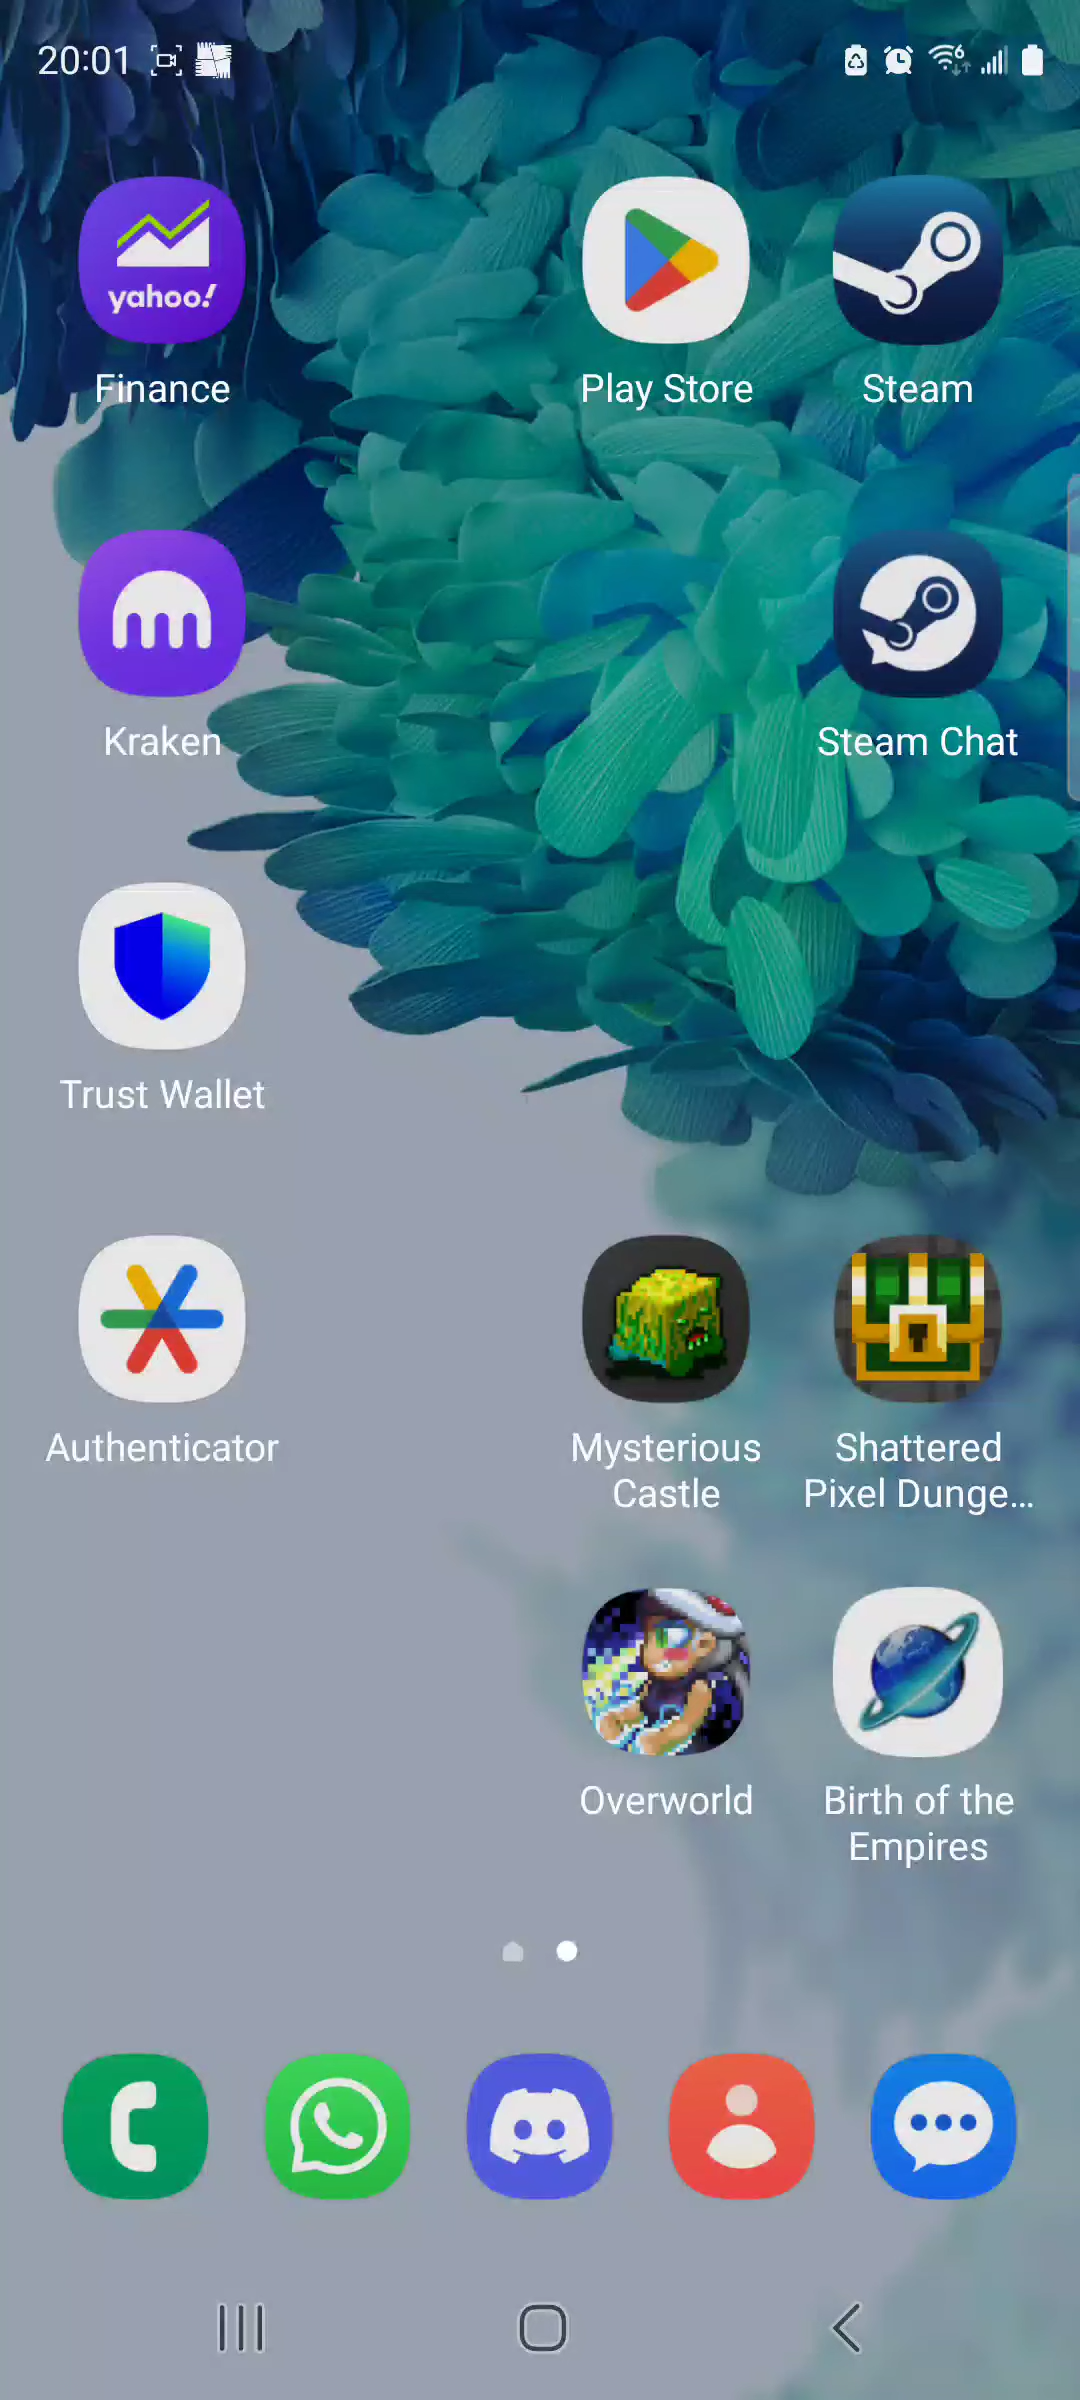 20:01
6
yahoo!
Finance
Play Store
Steam
Kraken
Steam Chat
Trust Wallet
Authenticator
Mysterious
Castle
Shattered
Pixel Dunge...
Overworld
Birth of the
Empires